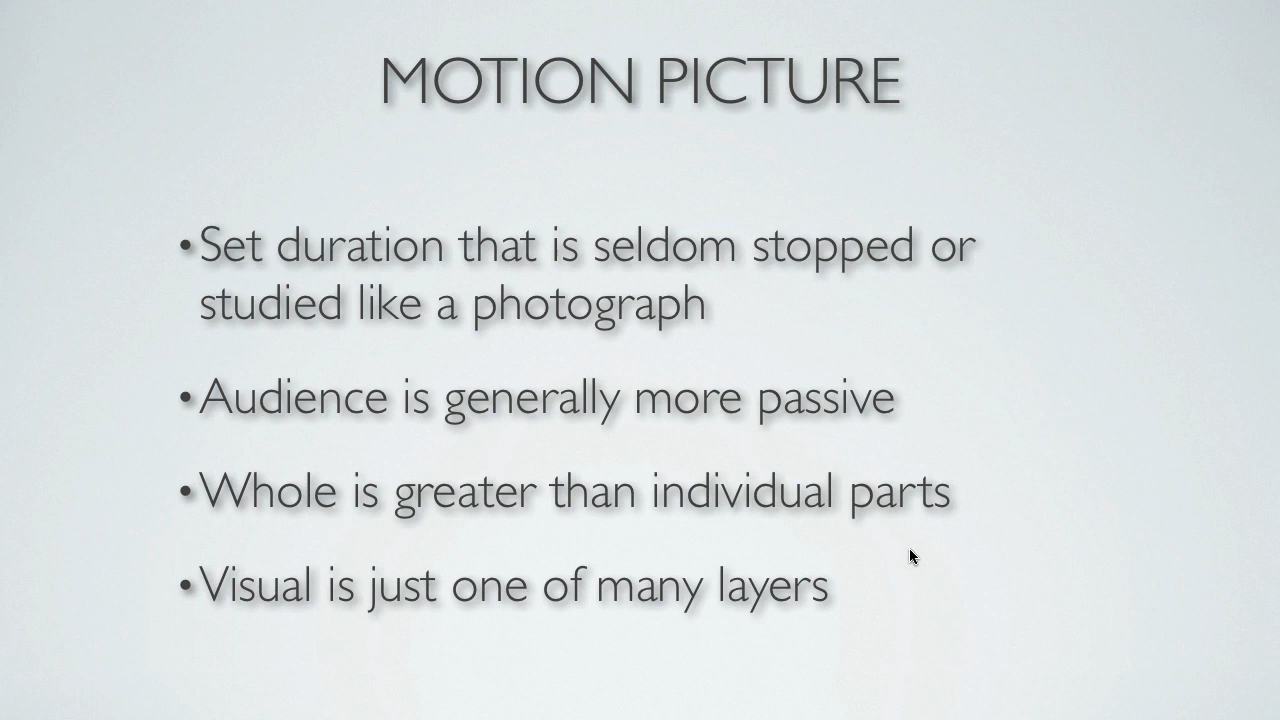 MOTION PICTURE
•Set duration that is seldom stopped or
studied like a photograph
•Audience is generally more passive
•Whole is greater than individual parts
•Visual is just one of many layers